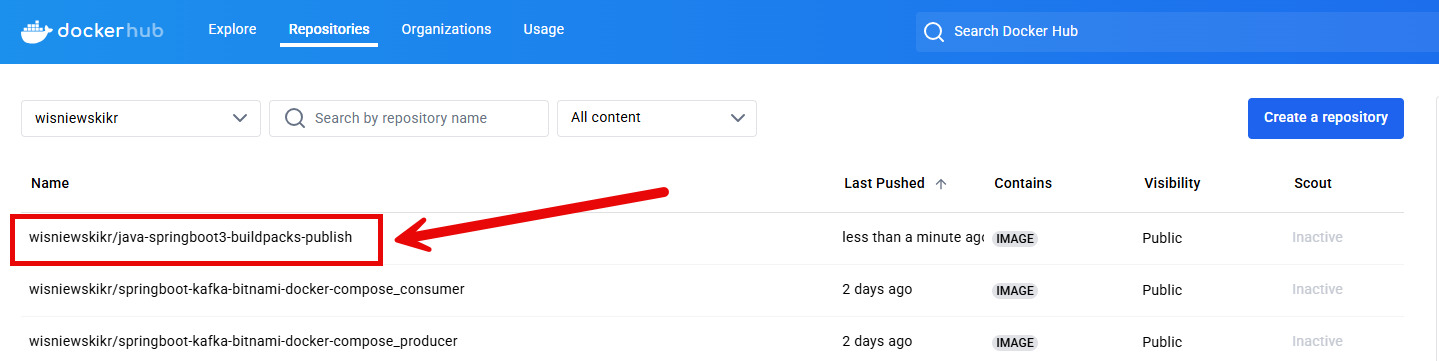 dockerhub Explore Repositories Organizations Usage Search Docker Hub
wisniewskikr Search by repository name All content Create a repository
Name Last Pushed Contains Visibility Scout
wisniewskikr/java-springboot3-buildpacks-publish less than a minute ago IMAGE Public Inactive
wisniewskikr/springboot-kafka-bitnami-docker-compose_consumer 2 days ago IMAGE Public Inactive
wisniewskikr/springboot-kafka-bitnami-docker-compose_producer 2 days ago IMAGE Public Inactive